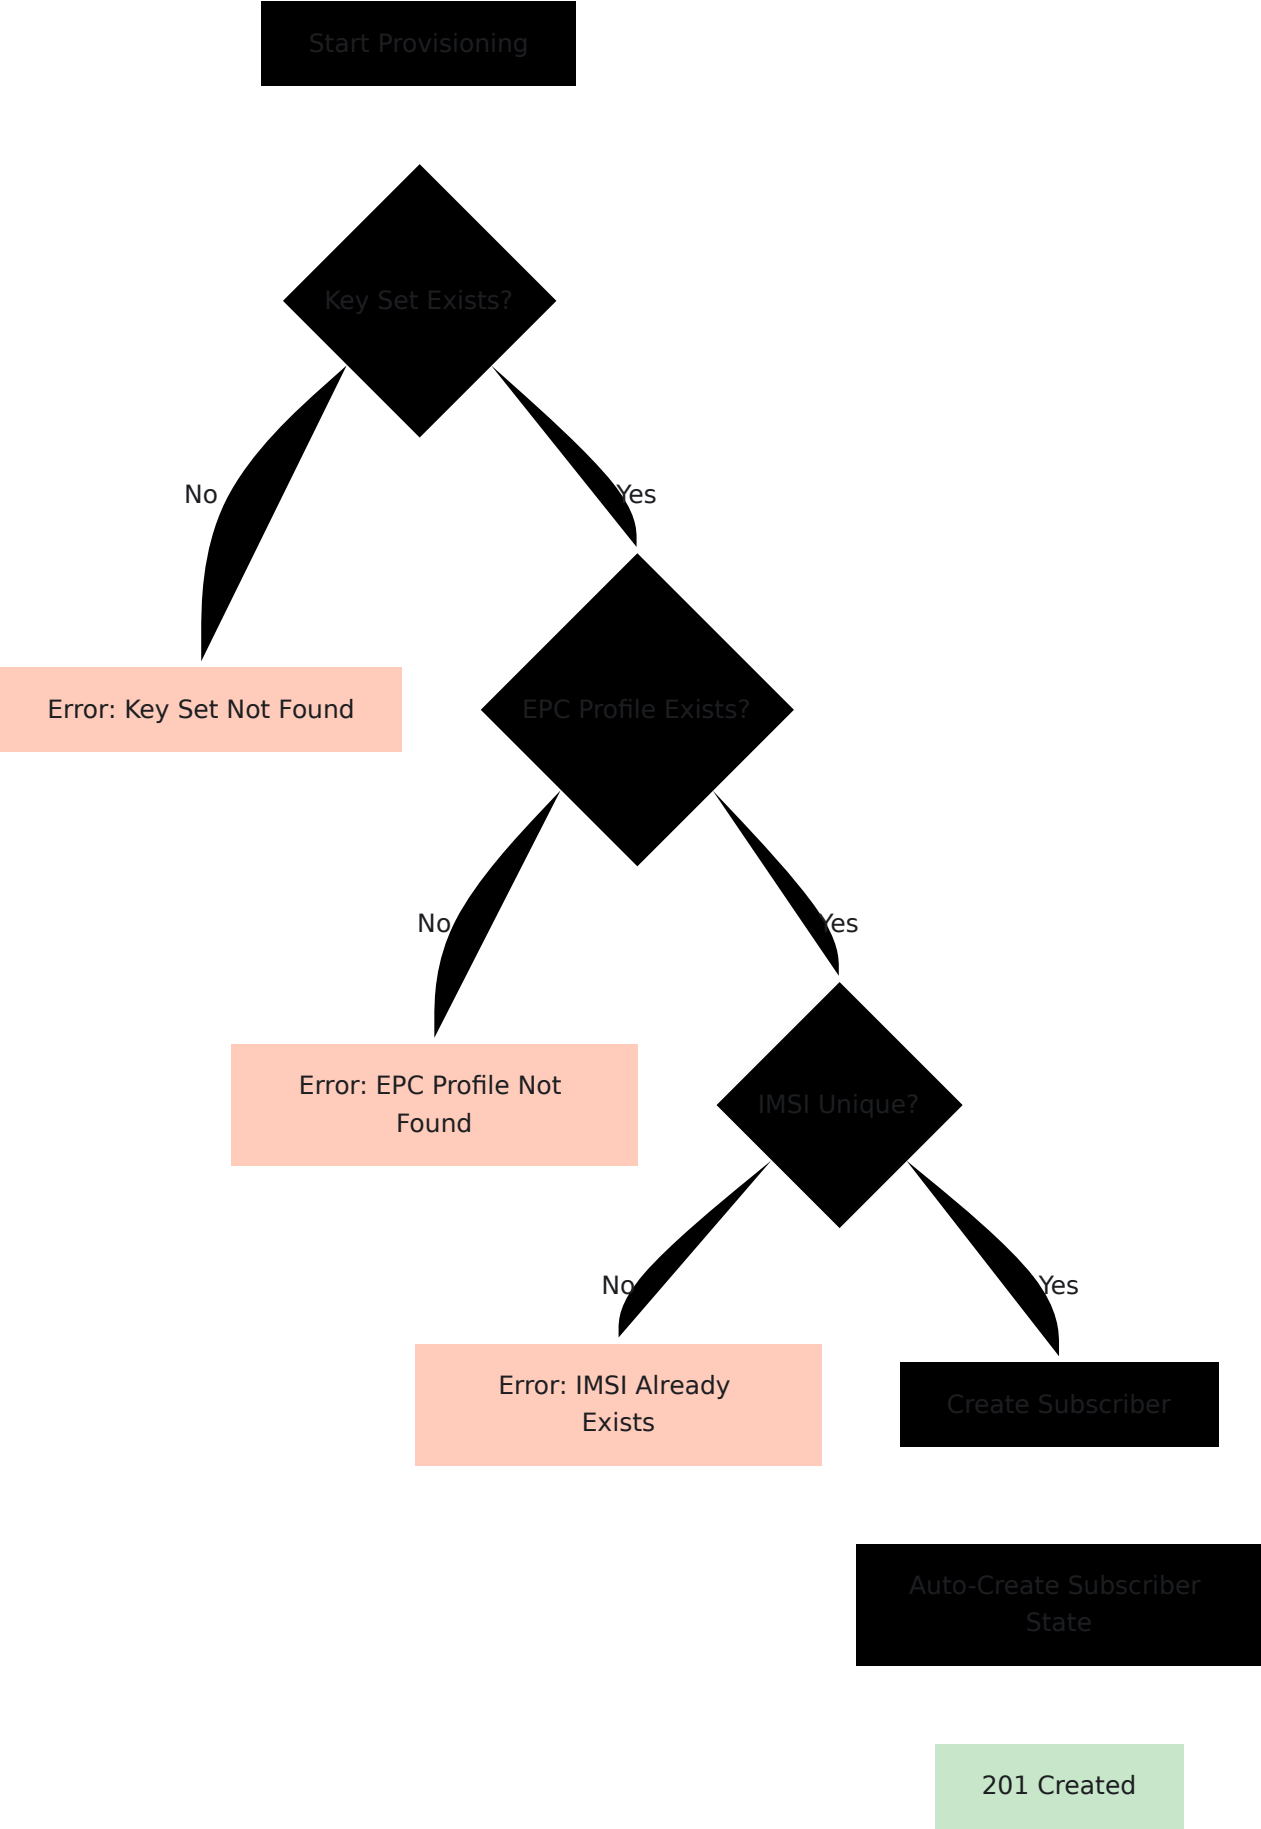 Start Provisioning
Key Set Exists?
No
Yes
Error: Key Set Not Found
EPC Profile Exists?
No
Yes
Error: EPC Profile Not
Found
IMSI Unique?
No
Yes
Error: IMSI Already
Exists
Create Subscriber
Auto-Create Subscriber
State
201 Created